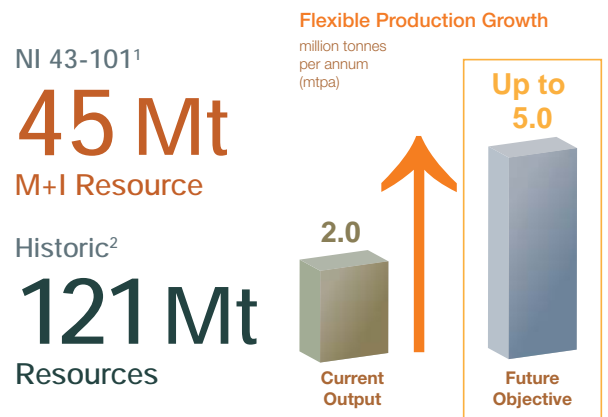 NI 43-101¹
45 Mt
M+I Resource
Historic²
121 Mt
Resources
Flexible Production Growth
million tonnes
per annum
(mtpa)
2.0
Current
Output
Up to
5.0
Future
Objective